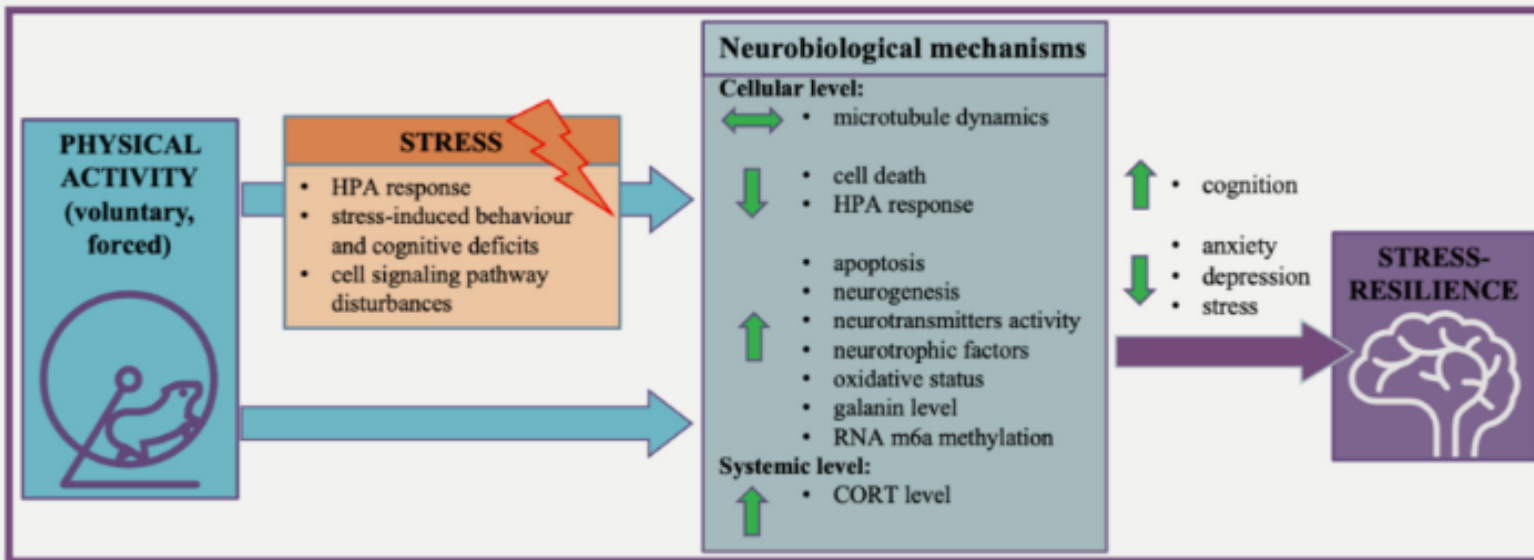 PHYSICAL
ACTIVITY
(voluntary,
forced)
STRESS
• HPA response
• stress-induced behaviour
and cognitive deficits
• cell signaling pathway
disturbances
Neurobiological mechanisms
Cellular level:
• microtubule dynamics
• cell death
• HPA response
• apoptosis
• neurogenesis
• neurotransmitters activity
• neurotrophic factors
• oxidative status
• galanin level
• RNA m6a methylation
Systemic level:
• CORT level
• cognition
• anxiety
• depression
• stress
STRESS-
RESILIENCE